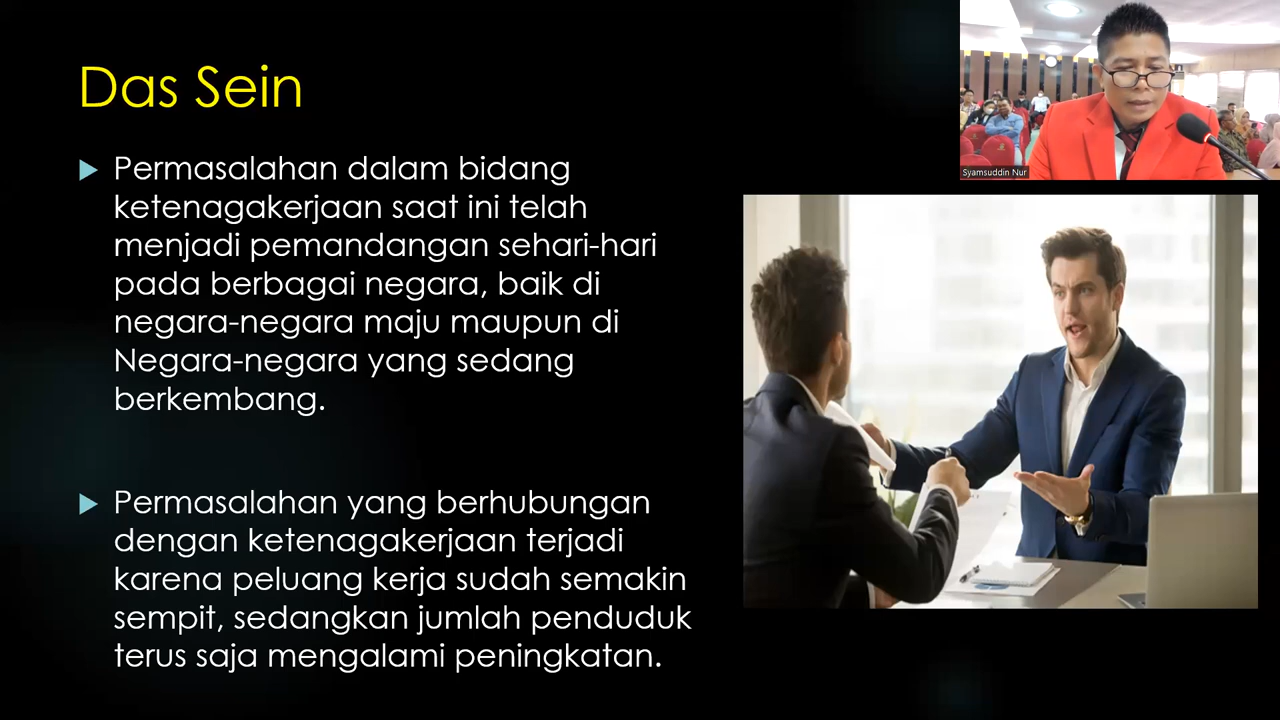 Das Sein
Permasalahan dalam bidang
ketenagakerjaan saat ini telah
menjadi pemandangan sehari-hari
pada berbagai negara, baik di
negara-negara maju maupun di
Negara-negara yang sedang
berkembang.
Permasalahan yang berhubungan
dengan ketenagakerjaan terjadi
karena peluang kerja sudah semakin
sempit, sedangkan jumlah penduduk
terus saja mengalami peningkatan.
Syamsuddin Nur